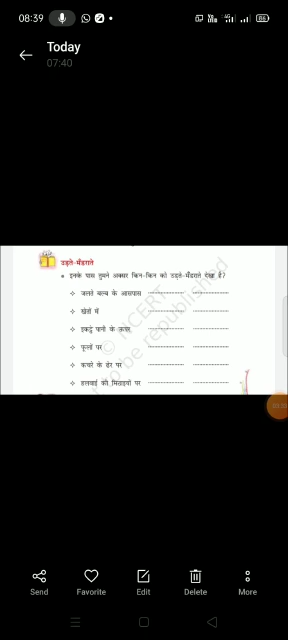 08:39
86
Today
07:40
उड़ते-मँडराते
• इनके पास तुमने अक्सर किन-किन को उड़ते-मँडराते देखा है?
❖ जलते बल्ब के आसपास
❖ खेतों में
❖ इकट्ठे पानी के ऊपर
❖ फूलों पर
❖ कचरे के ढेर पर
❖ हलवाई की मिठाइयों पर
© NCERT
to be republished
Send Favorite Edit Delete More